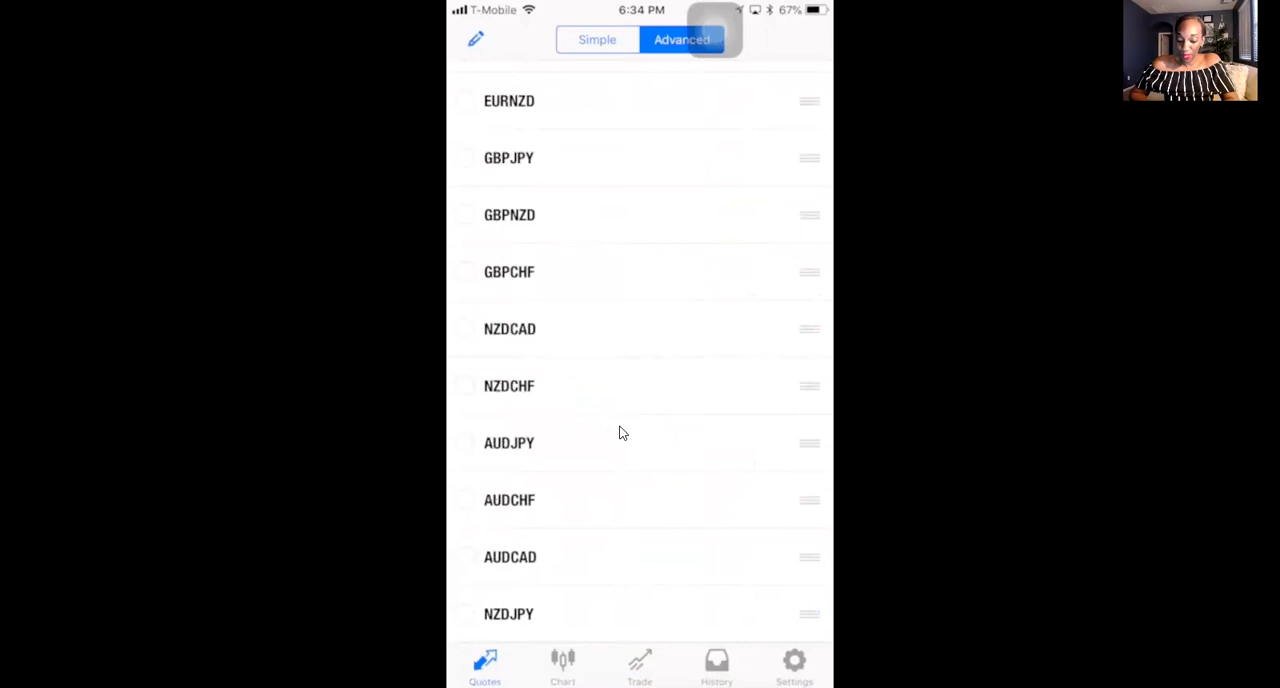 T-Mobile 6:34 PM 67%
Simple Advanced
EURNZD
GBPJPY
GBPNZD
GBPCHF
NZDCAD
NZDCHF
AUDJPY
AUDCHF
AUDCAD
NZDJPY
Quotes Chart Trade History Settings